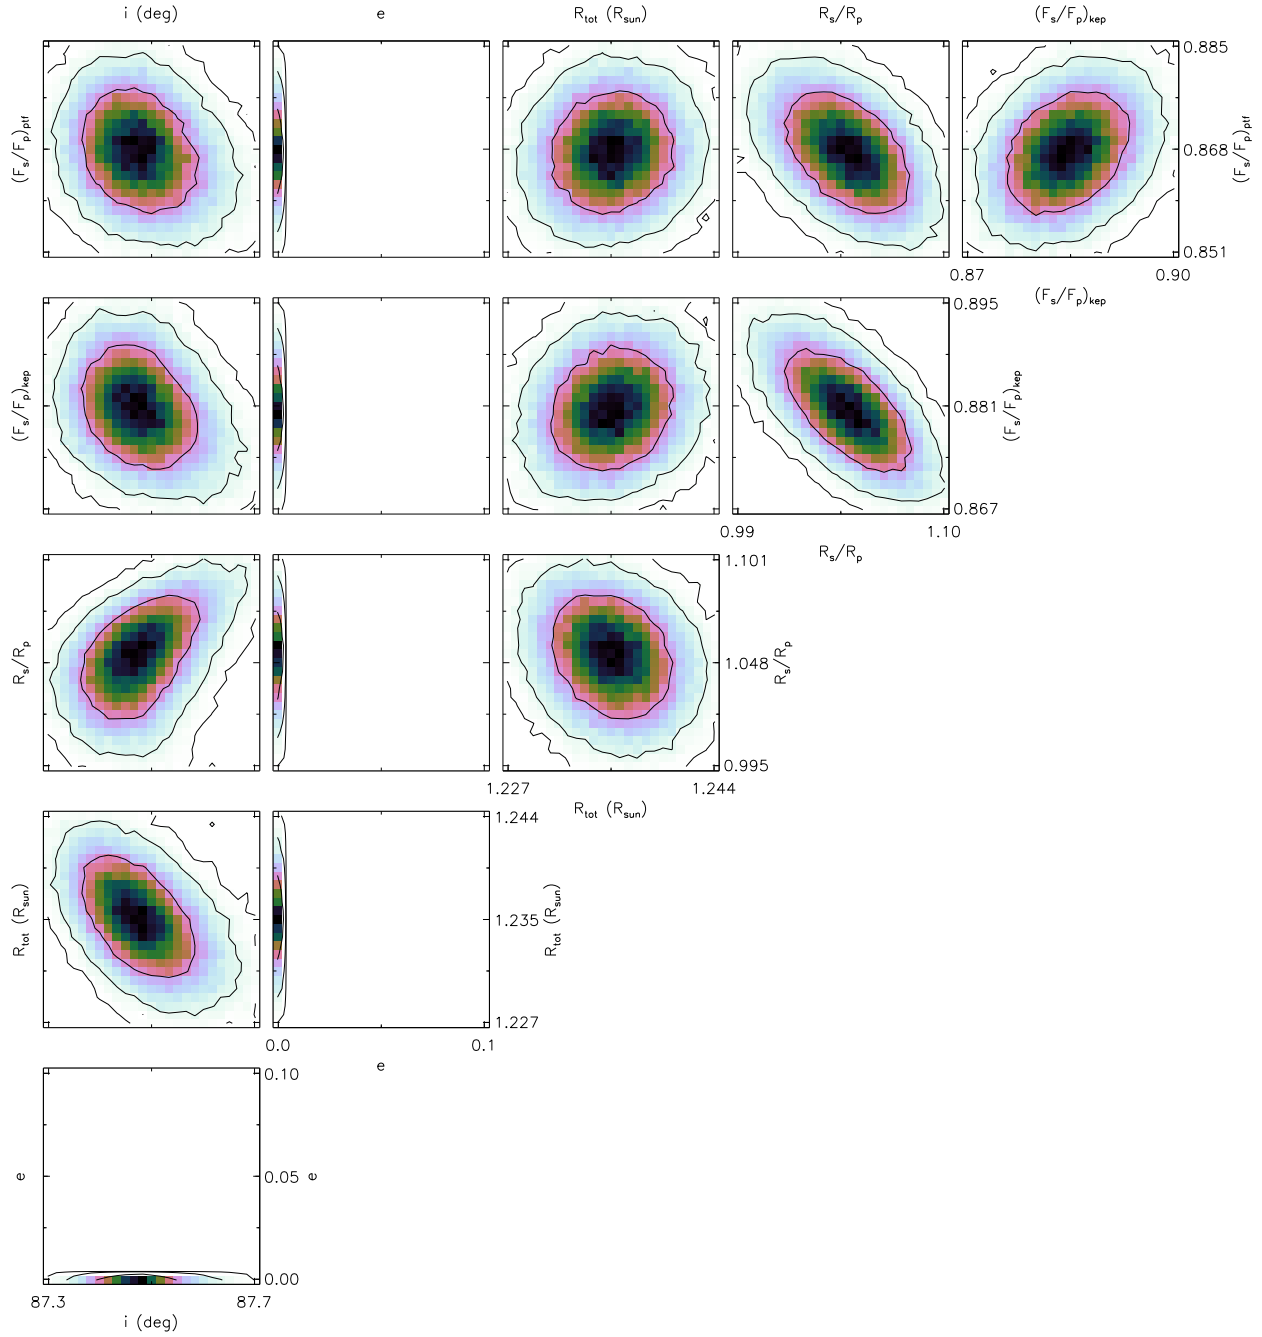 i (deg)
e
R_tot (R_sun)
R_s/R_p
(F_s/F_p)_kep
(F_s/F_p)_ptf
0.885
0.868
0.851
(F_s/F_p)_ptf
0.87
0.90
(F_s/F_p)_kep
(F_s/F_p)_kep
0.895
0.881
0.867
(F_s/F_p)_kep
0.99
1.10
R_s/R_p
R_s/R_p
1.101
1.048
0.995
R_s/R_p
1.227
1.244
R_tot (R_sun)
R_tot (R_sun)
1.244
1.235
1.227
R_tot (R_sun)
0.0
0.1
e
e
0.10
0.05
0.00
e
87.3
87.7
i (deg)